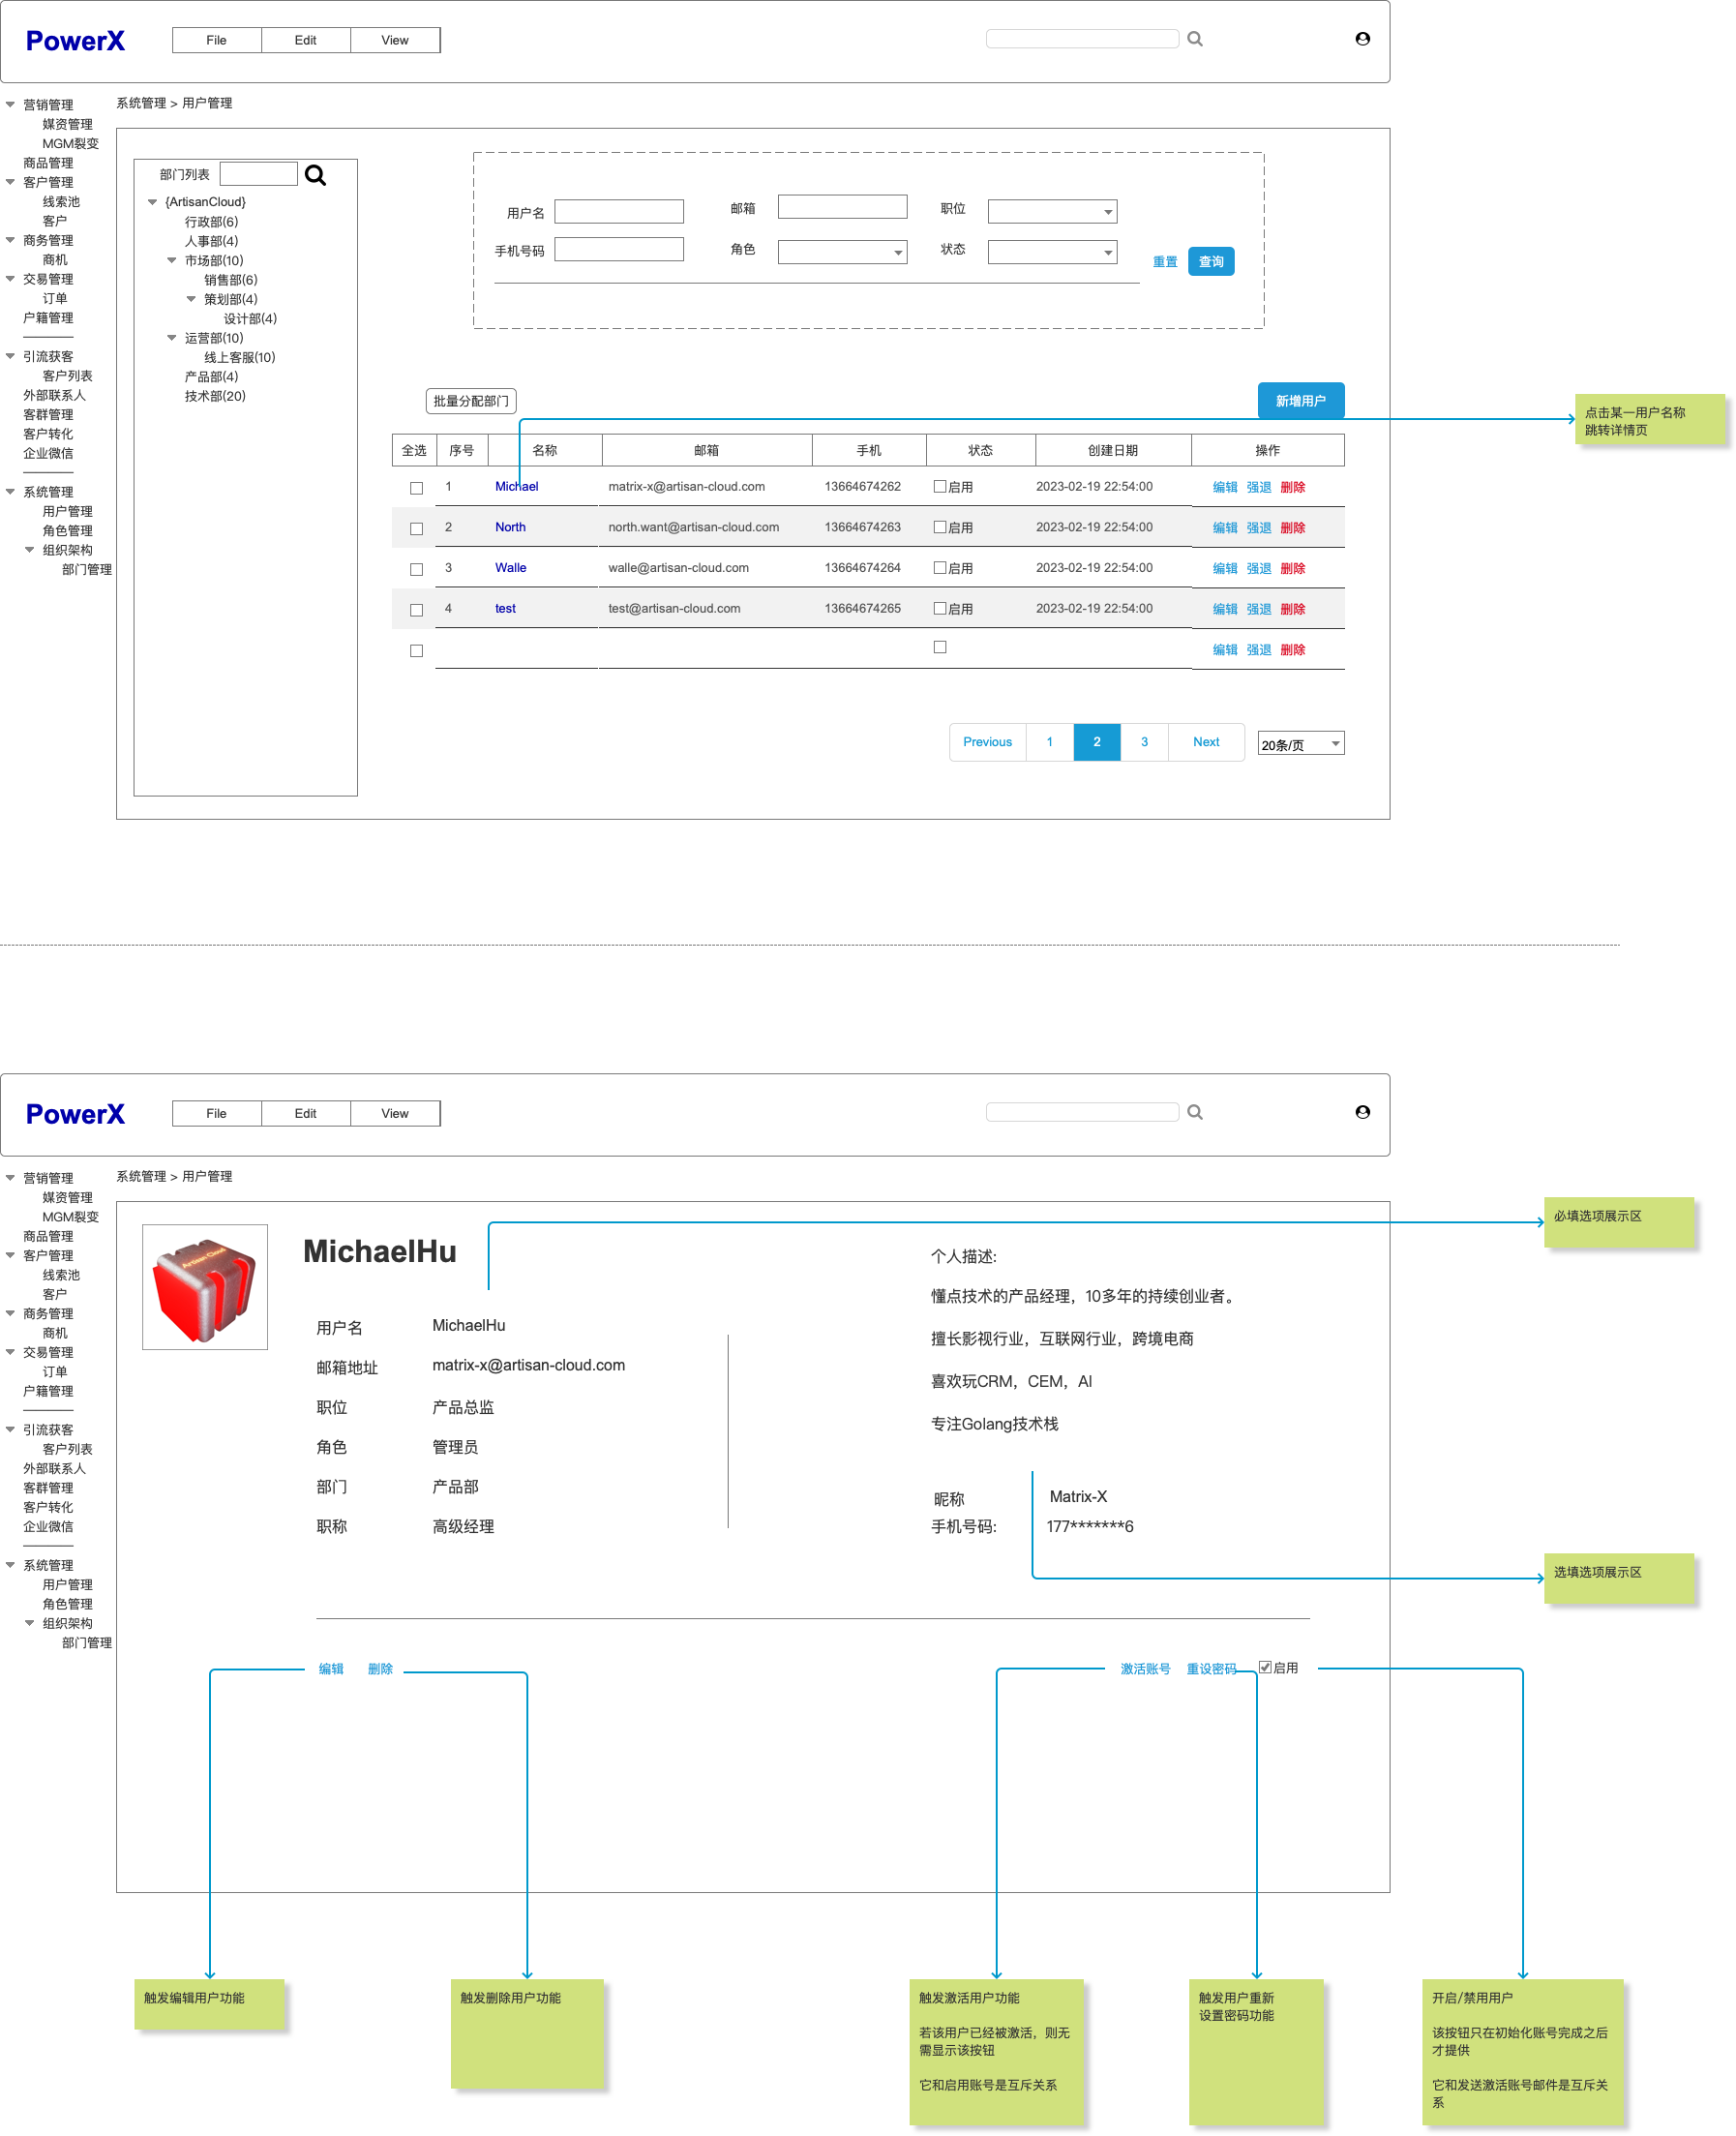 PowerX
File Edit View
营销管理
媒资管理
MGM裂变
商品管理
客户管理
线索池
客户
商务管理
商机
交易管理
订单
户籍管理
引流获客
客户列表
外部联系人
客群管理
客户转化
企业微信
系统管理
用户管理
角色管理
组织架构
部门管理
系统管理 > 用户管理
部门列表
{ArtisanCloud}
行政部(6)
人事部(4)
市场部(10)
销售部(6)
策划部(4)
设计部(4)
运营部(10)
线上客服(10)
产品部(4)
技术部(20)
用户名 邮箱 职位
手机号码 角色 状态
重置 查询
批量分配部门 新增用户
点击某一用户名称
跳转详情页
全选 序号 名称 邮箱 手机 状态 创建日期 操作
1 Michael matrix-x@artisan-cloud.com 13664674262 启用 2023-02-19 22:54:00 编辑 强退 删除
2 North north.want@artisan-cloud.com 13664674263 启用 2023-02-19 22:54:00 编辑 强退 删除
3 Walle walle@artisan-cloud.com 13664674264 启用 2023-02-19 22:54:00 编辑 强退 删除
4 test test@artisan-cloud.com 13664674265 启用 2023-02-19 22:54:00 编辑 强退 删除
编辑 强退 删除
Previous 1 2 3 Next 20条/页
PowerX
File Edit View
营销管理
媒资管理
MGM裂变
商品管理
客户管理
线索池
客户
商务管理
商机
交易管理
订单
户籍管理
引流获客
客户列表
外部联系人
客群管理
客户转化
企业微信
系统管理
用户管理
角色管理
组织架构
部门管理
系统管理 > 用户管理
Artisan Cloud
MichaelHu
用户名 MichaelHu
邮箱地址 matrix-x@artisan-cloud.com
职位 产品总监
角色 管理员
部门 产品部
职称 高级经理
个人描述:
懂点技术的产品经理，10多年的持续创业者。
擅长影视行业，互联网行业，跨境电商
喜欢玩CRM，CEM，AI
专注Golang技术栈
昵称 Matrix-X
手机号码: 177*******6
必填选项展示区
选填选项展示区
编辑 删除 激活账号 重设密码 启用
触发编辑用户功能
触发删除用户功能
触发激活用户功能
若该用户已经被激活，则无
需显示该按钮
它和启用账号是互斥关系
触发用户重新
设置密码功能
开启/禁用用户
该按钮只在初始化账号完成之后
才提供
它和发送激活账号邮件是互斥关
系